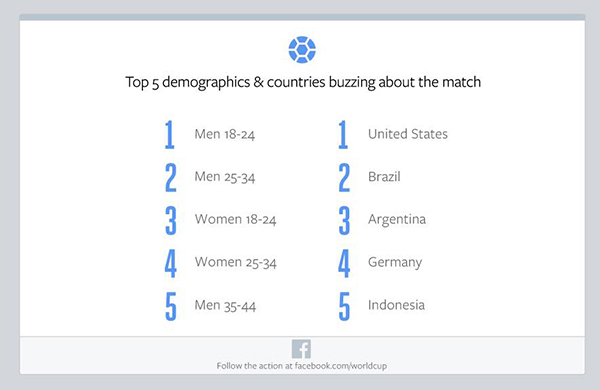 Top 5 demographics & countries buzzing about the match
1 Men 18-24
2 Men 25-34
3 Women 18-24
4 Women 25-34
5 Men 35-44
1 United States
2 Brazil
3 Argentina
4 Germany
5 Indonesia
f
Follow the action at facebook.com/worldcup